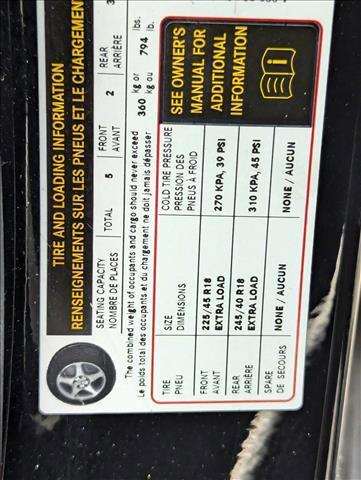 TIRE AND LOADING INFORMATION
RENSEIGNEMENTS SUR LES PNEUS ET LE CHARGEMENT
SEATING CAPACITY
NOMBRE DE PLACES
TOTAL 5
FRONT
AVANT
2
REAR
ARRIÈRE
3
The combined weight of occupants and cargo should never exceed 360 kg or 794 lbs.
Le poids total des occupants et du chargement ne doit jamais dépasser 360 kg ou 794 lb.
TIRE SIZE COLD TIRE PRESSURE
PNEU DIMENSIONS PRESSION DES
PNEUS À FROID
FRONT 225/45 R18 270 KPA, 39 PSI
AVANT EXTRA LOAD
REAR 245/40 R18 310 KPA, 45 PSI
ARRIÈRE EXTRA LOAD
SPARE NONE / AUCUN NONE / AUCUN
DE SECOURS
SEE OWNER'S
MANUAL FOR
ADDITIONAL
INFORMATION